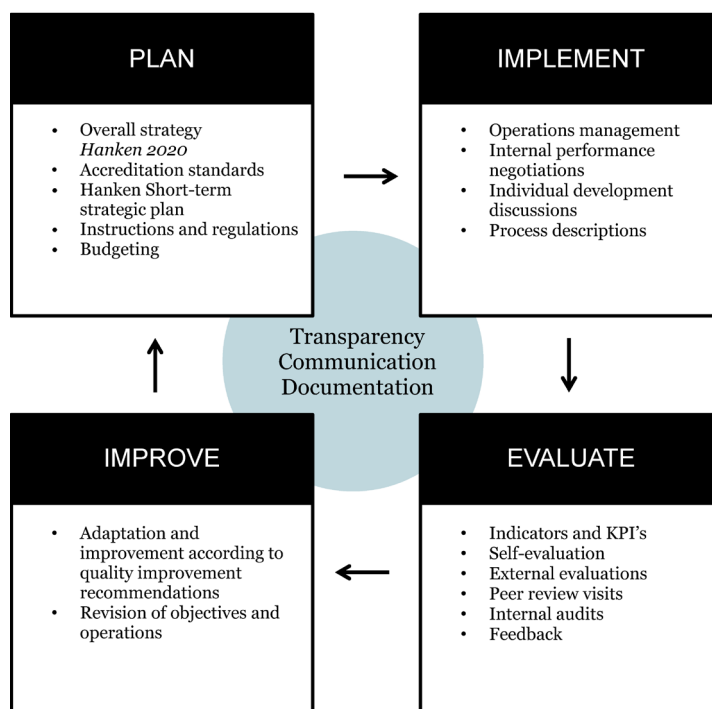 PLAN
• Overall strategy
Hanken 2020
• Accreditation standards
• Hanken Short-term
strategic plan
• Instructions and regulations
• Budgeting
IMPLEMENT
• Operations management
• Internal performance
negotiations
• Individual development
discussions
• Process descriptions
Transparency
Communication
Documentation
IMPROVE
• Adaptation and
improvement according to
quality improvement
recommendations
• Revision of objectives and
operations
EVALUATE
• Indicators and KPI's
• Self-evaluation
• External evaluations
• Peer review visits
• Internal audits
• Feedback